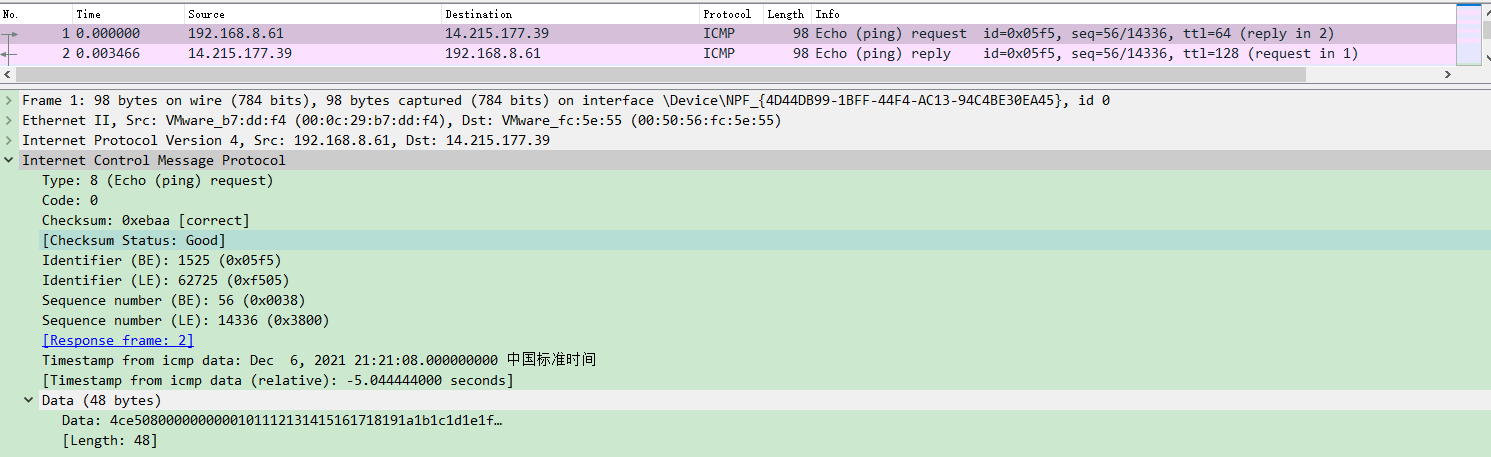 No. Time Source Destination Protocol Length Info
1 0.000000 192.168.8.61 14.215.177.39 ICMP 98 Echo (ping) request id=0x05f5, seq=56/14336, ttl=64 (reply in 2)
2 0.003466 14.215.177.39 192.168.8.61 ICMP 98 Echo (ping) reply id=0x05f5, seq=56/14336, ttl=128 (request in 1)
Frame 1: 98 bytes on wire (784 bits), 98 bytes captured (784 bits) on interface \Device\NPF_{4D44DB99-1BFF-44F4-AC13-94C4BE30EA45}, id 0
Ethernet II, Src: VMware_b7:dd:f4 (00:0c:29:b7:dd:f4), Dst: VMware_fc:5e:55 (00:50:56:fc:5e:55)
Internet Protocol Version 4, Src: 192.168.8.61, Dst: 14.215.177.39
Internet Control Message Protocol
Type: 8 (Echo (ping) request)
Code: 0
Checksum: 0xebaa [correct]
[Checksum Status: Good]
Identifier (BE): 1525 (0x05f5)
Identifier (LE): 62725 (0xf505)
Sequence number (BE): 56 (0x0038)
Sequence number (LE): 14336 (0x3800)
[Response frame: 2]
Timestamp from icmp data: Dec  6, 2021 21:21:08.000000000 中国标准时间
[Timestamp from icmp data (relative): -5.044444000 seconds]
Data (48 bytes)
Data: 4ce5080000000000101112131415161718191a1b1c1d1e1f…
[Length: 48]